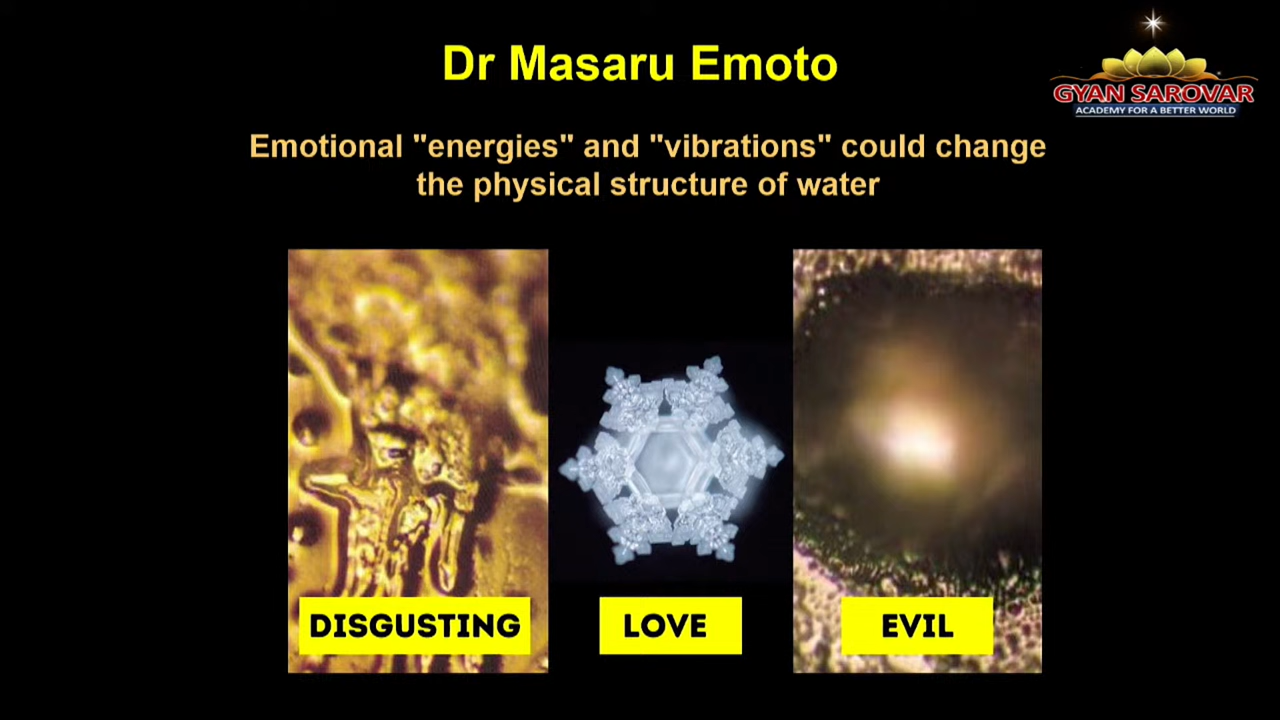 Dr Masaru Emoto
GYAN SAROVAR
ACADEMY FOR A BETTER WORLD
Emotional "energies" and "vibrations" could change
the physical structure of water
DISGUSTING
LOVE
EVIL